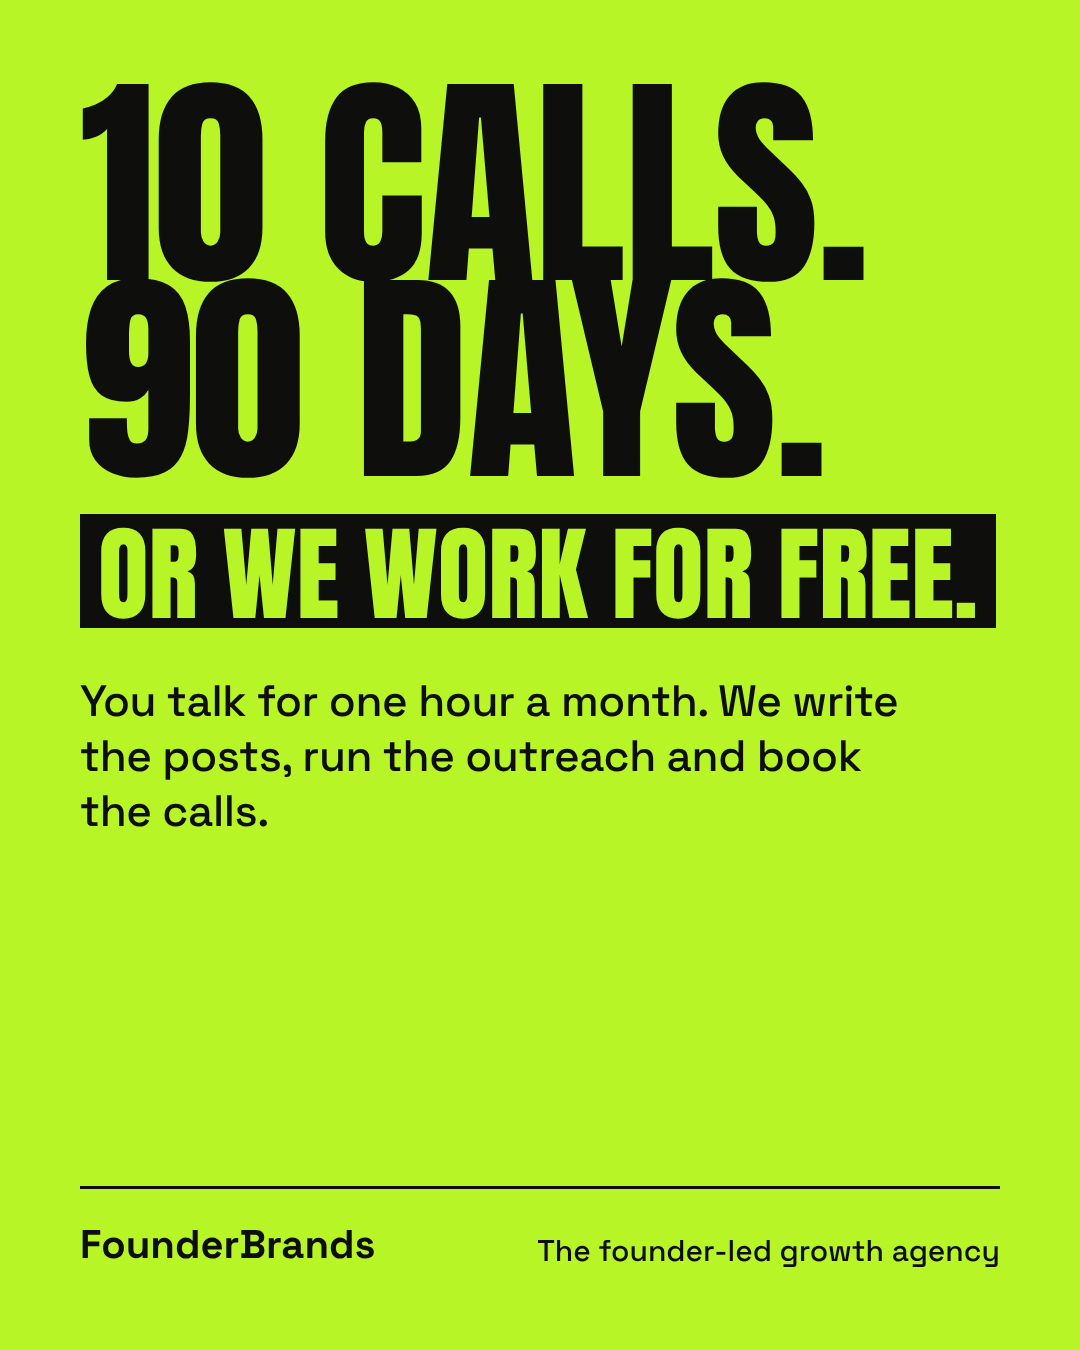 10 CALLS.
90 DAYS.
OR WE WORK FOR FREE.
You talk for one hour a month. We write
the posts, run the outreach and book
the calls.
FounderBrands
The founder-led growth agency